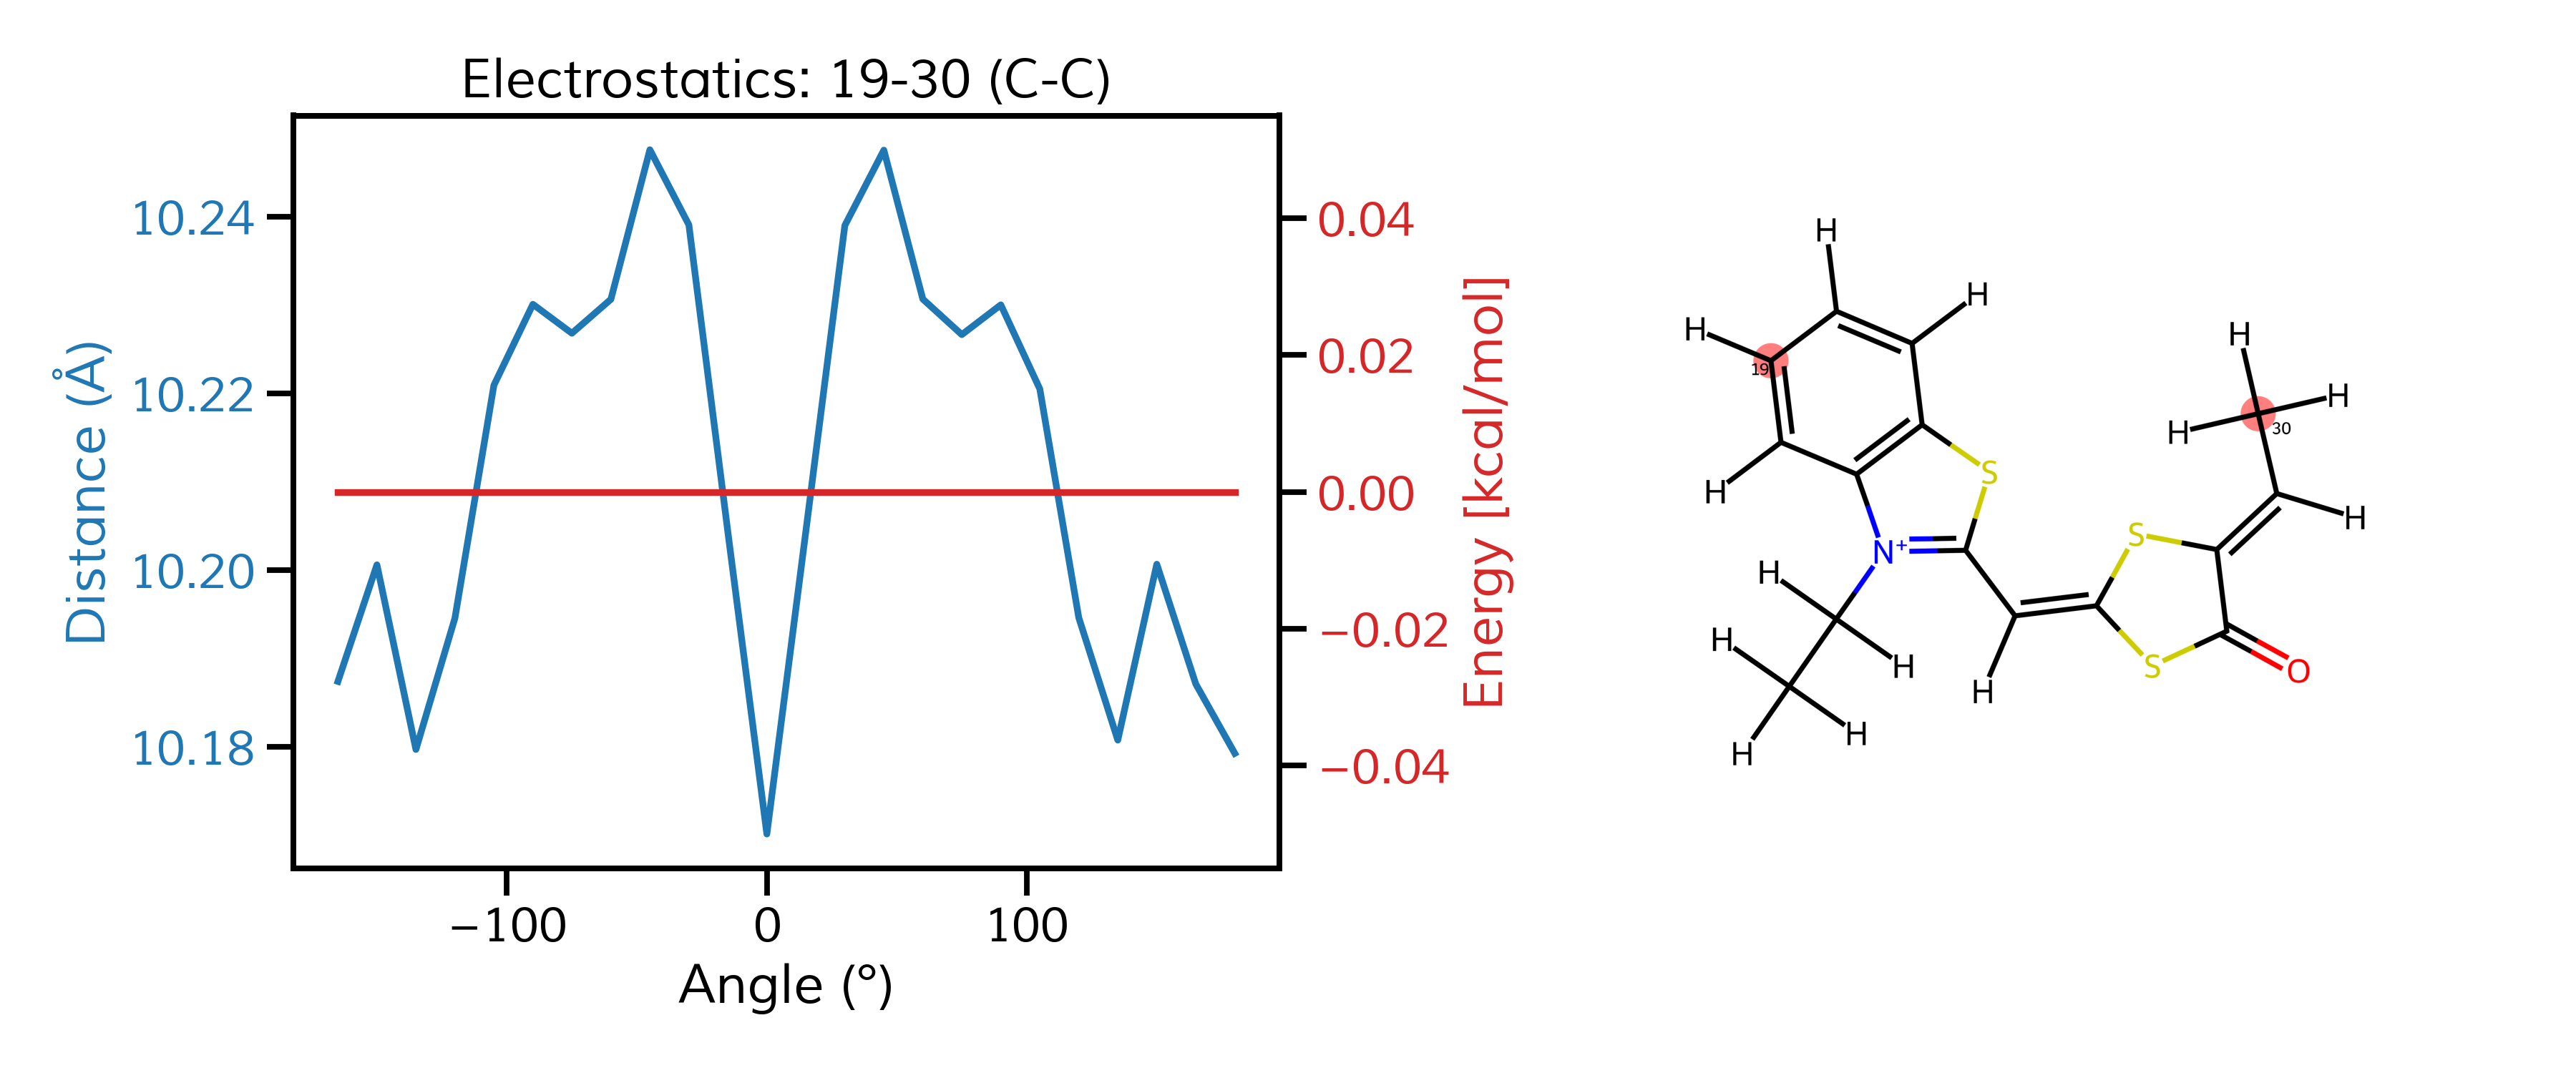 Electrostatics: 19-30 (C-C)
Distance (Å)
10.24
10.22
10.20
10.18
0.04
0.02
0.00
−0.02
−0.04
Energy [kcal/mol]
−100
0
100
Angle (°)
H
H
H
19
H
H
H
H
30
S
H
N⁺
S
H
H
H
S
O
H
H
H
H